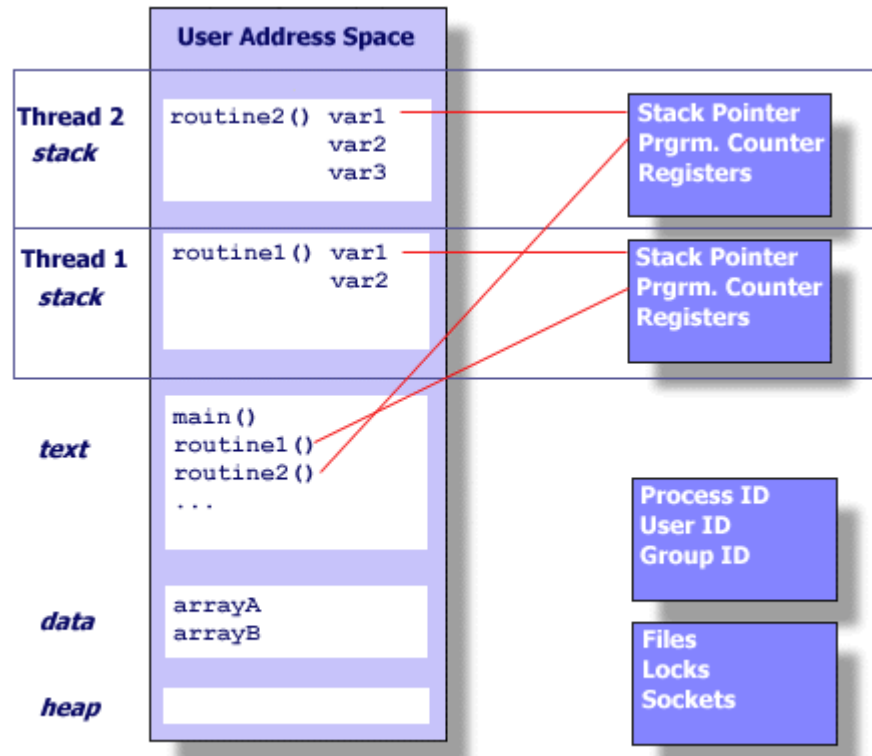 User Address Space
Thread 2
stack
routine2() var1
var2
var3
Stack Pointer
Prgrm. Counter
Registers
Thread 1
stack
routine1() var1
var2
Stack Pointer
Prgrm. Counter
Registers
text
main()
routine1()
routine2()
...
Process ID
User ID
Group ID
data
arrayA
arrayB
Files
Locks
Sockets
heap